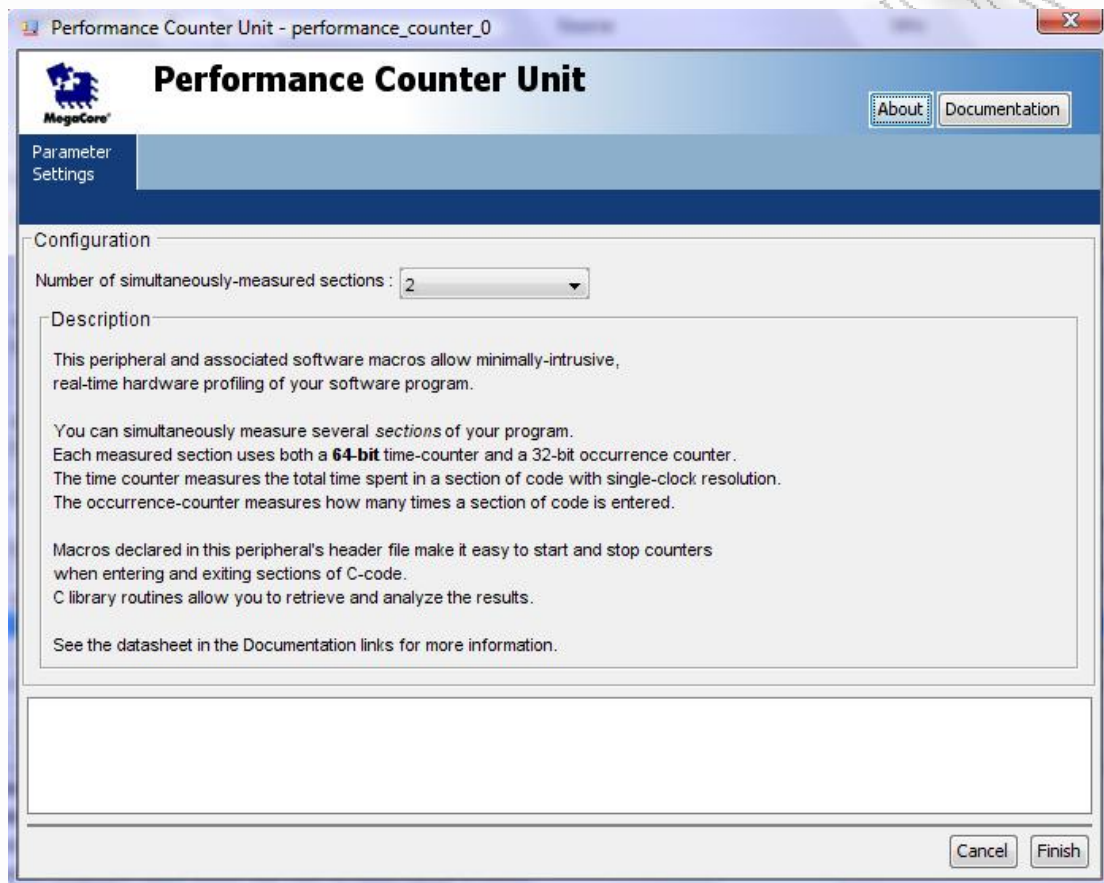 Performance Counter Unit - performance_counter_0
Performance Counter Unit
MegaCore®
About
Documentation
Parameter
Settings
Configuration
Number of simultaneously-measured sections :
2
Description
This peripheral and associated software macros allow minimally-intrusive,
real-time hardware profiling of your software program.
You can simultaneously measure several sections of your program.
Each measured section uses both a 64-bit time-counter and a 32-bit occurrence counter.
The time counter measures the total time spent in a section of code with single-clock resolution.
The occurrence-counter measures how many times a section of code is entered.
Macros declared in this peripheral's header file make it easy to start and stop counters
when entering and exiting sections of C-code.
C library routines allow you to retrieve and analyze the results.
See the datasheet in the Documentation links for more information.
Cancel
Finish